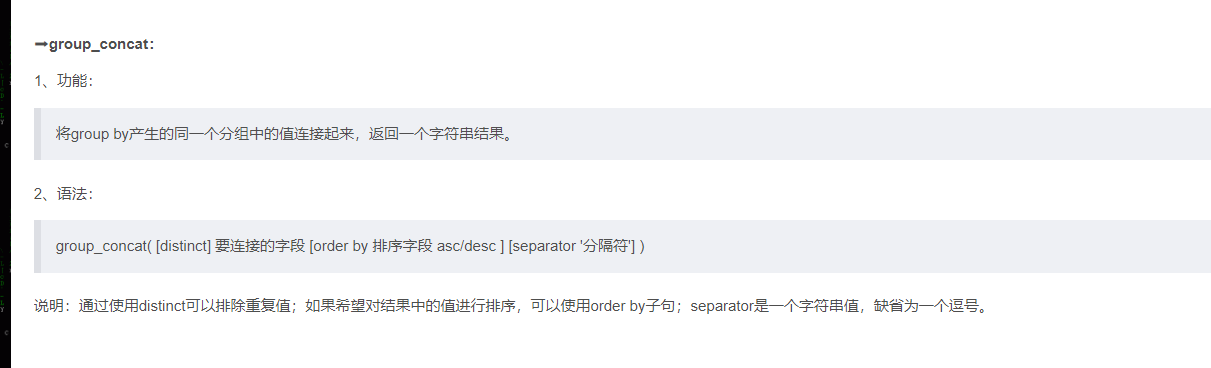 ➡group_concat：
1、功能：
将group by产生的同一个分组中的值连接起来，返回一个字符串结果。
2、语法：
group_concat( [distinct] 要连接的字段 [order by 排序字段 asc/desc ] [separator '分隔符'] )
说明：通过使用distinct可以排除重复值；如果希望对结果中的值进行排序，可以使用order by子句；separator是一个字符串值，缺省为一个逗号。